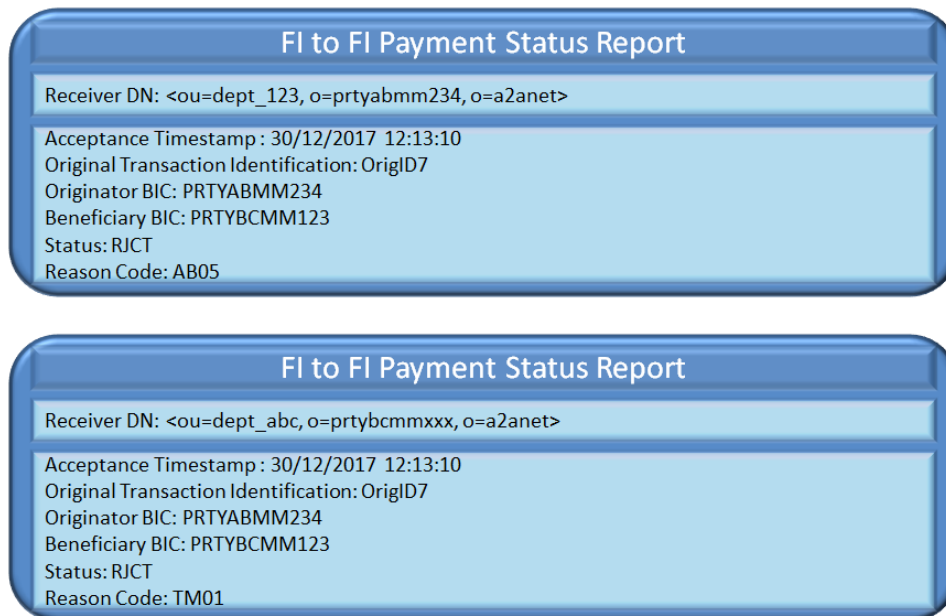 FI to FI Payment Status Report
Receiver DN: <ou=dept_123, o=prtyabmm234, o=a2anet>
Acceptance Timestamp : 30/12/2017 12:13:10
Original Transaction Identification: OrigID7
Originator BIC: PRTYABMM234
Beneficiary BIC: PRTYBCMM123
Status: RJCT
Reason Code: AB05
FI to FI Payment Status Report
Receiver DN: <ou=dept_abc, o=prtybcmmxxx, o=a2anet>
Acceptance Timestamp : 30/12/2017 12:13:10
Original Transaction Identification: OrigID7
Originator BIC: PRTYABMM234
Beneficiary BIC: PRTYBCMM123
Status: RJCT
Reason Code: TM01